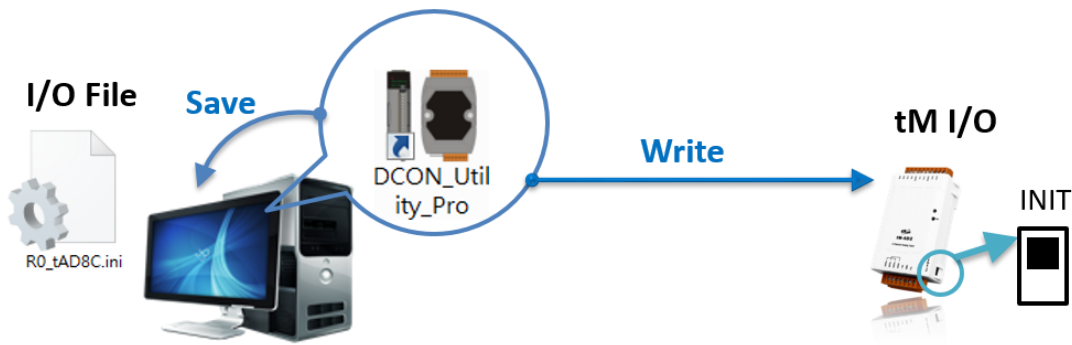 I/O File
Save
DCON_Util
ity_Pro
Write
tM I/O
INIT
R0_tAD8C.ini